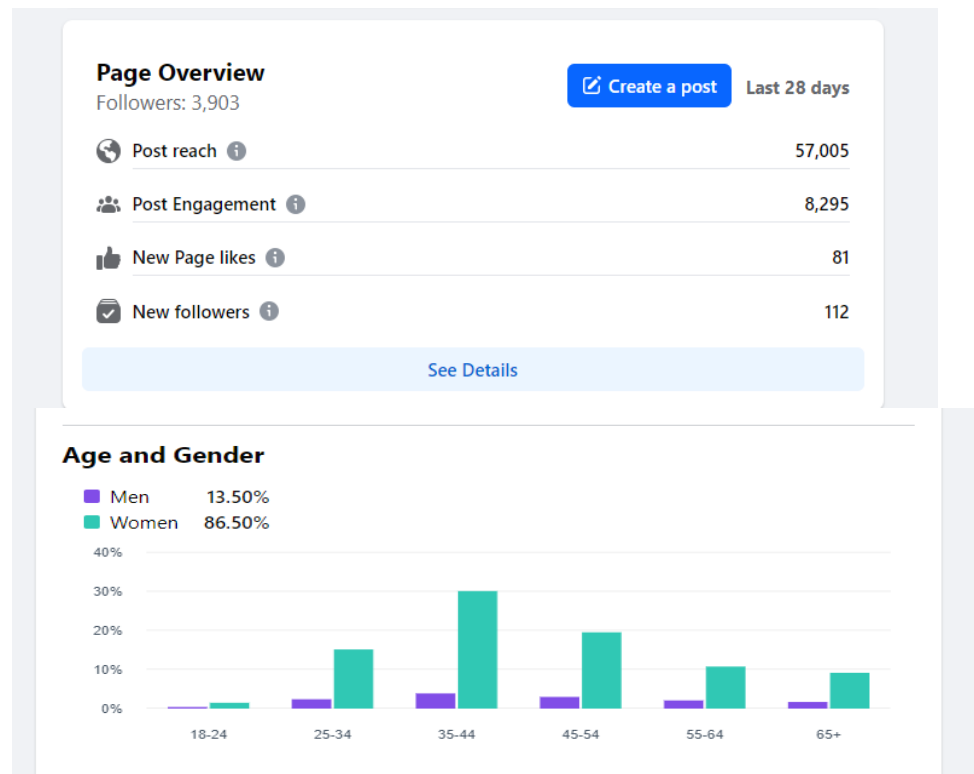 Page Overview
Followers: 3,903
Create a post
Last 28 days
Post reach 57,005
Post Engagement 8,295
New Page likes 81
New followers 112
See Details
Age and Gender
Men 13.50%
Women 86.50%
40%
30%
20%
10%
0%
18-24 25-34 35-44 45-54 55-64 65+